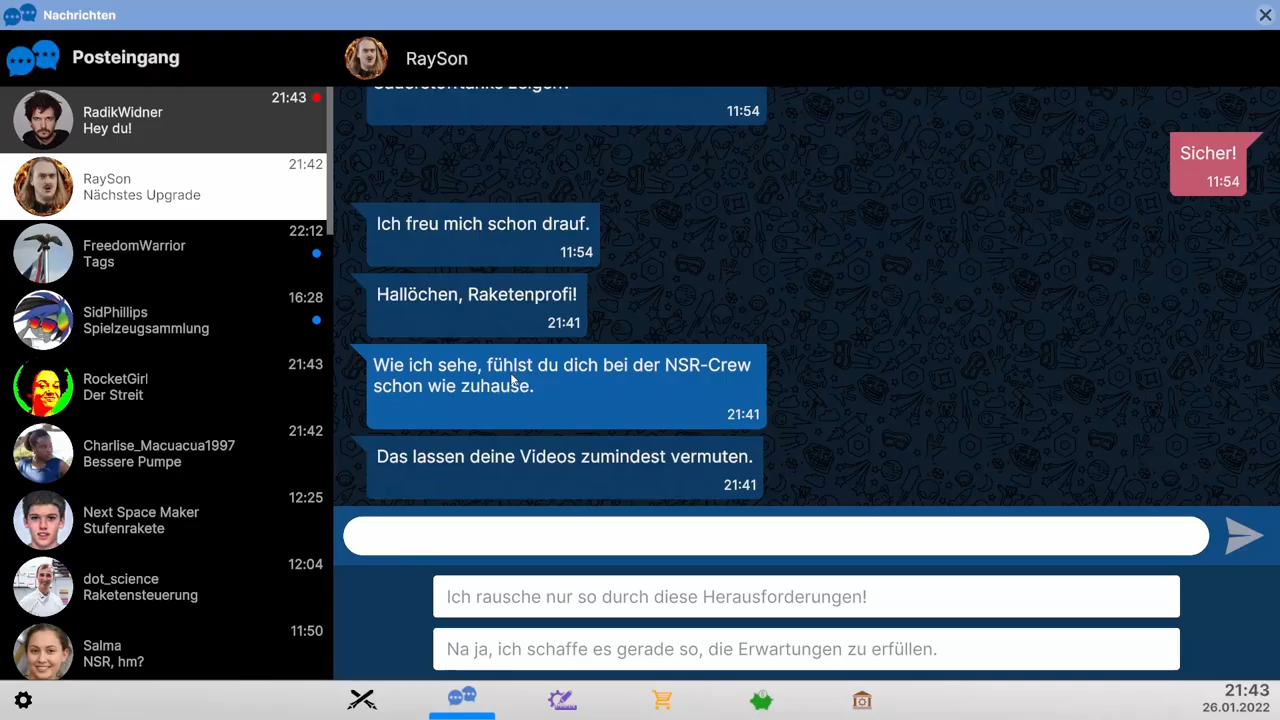 Nachrichten
Posteingang
RadikWidner
Hey du!
21:43
RaySon
Nächstes Upgrade
21:42
FreedomWarrior
Tags
22:12
SidPhillips
Spielzeugsammlung
16:28
RocketGirl
Der Streit
21:43
Charlise_Macuacua1997
Bessere Pumpe
21:42
Next Space Maker
Stufenrakete
12:25
dot_science
Raketensteuerung
12:04
Salma
NSR, hm?
11:50
RaySon
11:54
Sicher!
11:54
Ich freu mich schon drauf.
11:54
Hallöchen, Raketenprofi!
21:41
Wie ich sehe, fühlst du dich bei der NSR-Crew
schon wie zuhause.
21:41
Das lassen deine Videos zumindest vermuten.
21:41
Ich rausche nur so durch diese Herausforderungen!
Na ja, ich schaffe es gerade so, die Erwartungen zu erfüllen.
21:43
26.01.2022